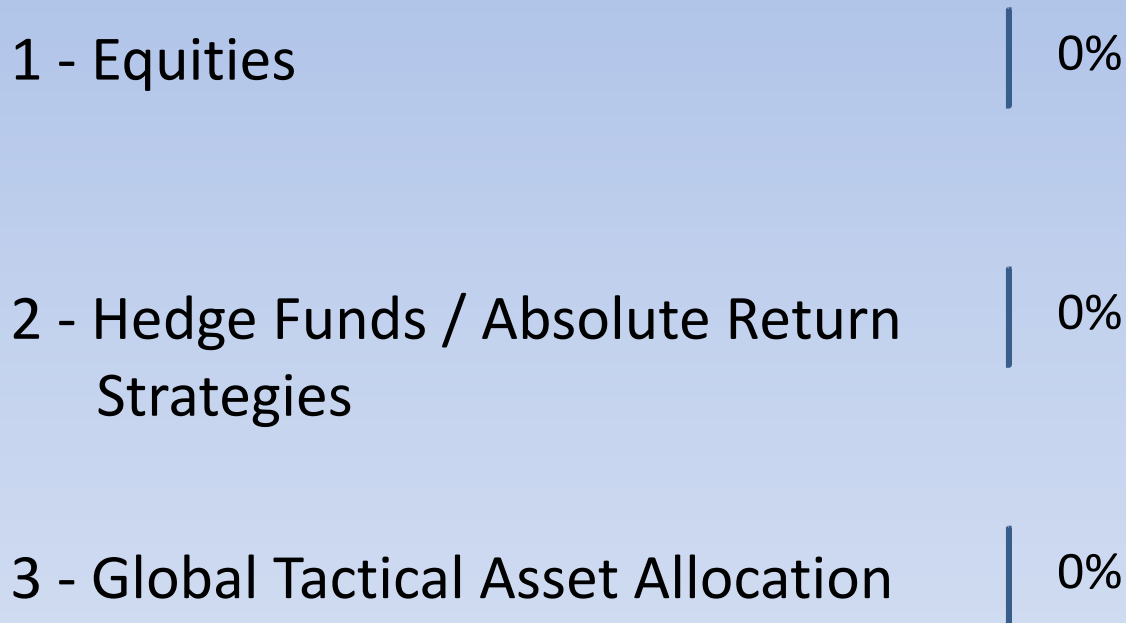 1 - Equities 0%
2 - Hedge Funds / Absolute Return 0%
Strategies
3 - Global Tactical Asset Allocation 0%